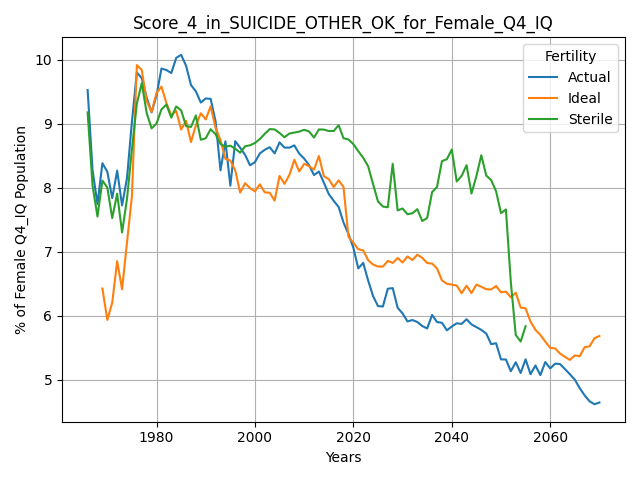 Score_4_in_SUICIDE_OTHER_OK_for_Female_Q4_IQ
Fertility
Actual
Ideal
Sterile
% of Female Q4_IQ Population
10
9
8
7
6
5
1980
2000
2020
2040
2060
Years